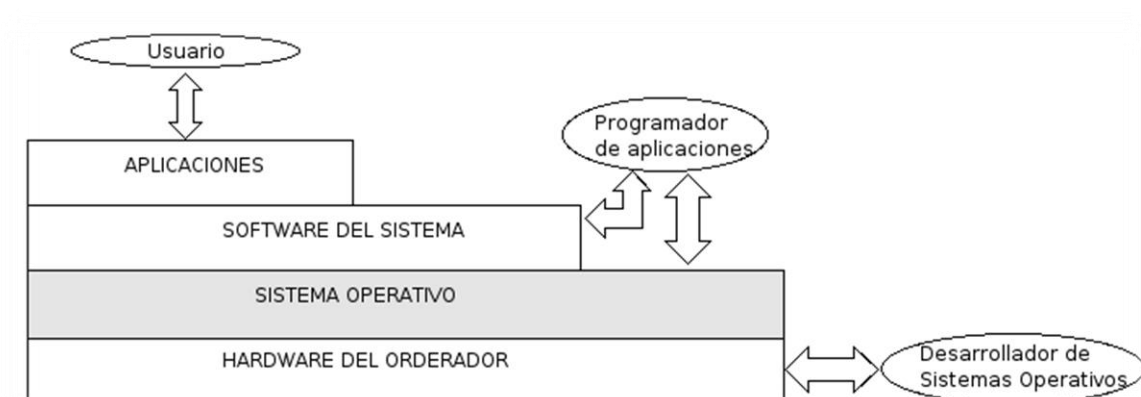 Usuario
Programador
de aplicaciones
APLICACIONES
SOFTWARE DEL SISTEMA
SISTEMA OPERATIVO
HARDWARE DEL ORDERADOR
Desarrollador de
Sistemas Operativos